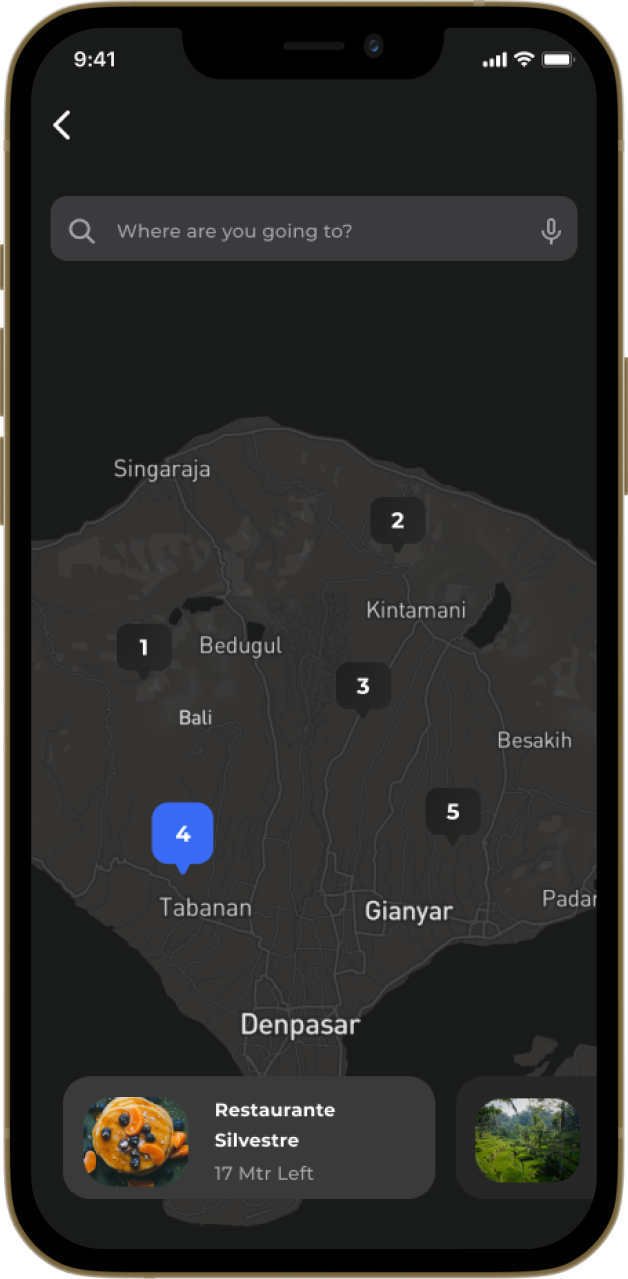 9:41
Where are you going to?
Singaraja
2
Kintamani
1
Bedugul
3
Bali
Besakih
5
4
Tabanan
Gianyar
Padar
Denpasar
Restaurante
Silvestre
17 Mtr Left